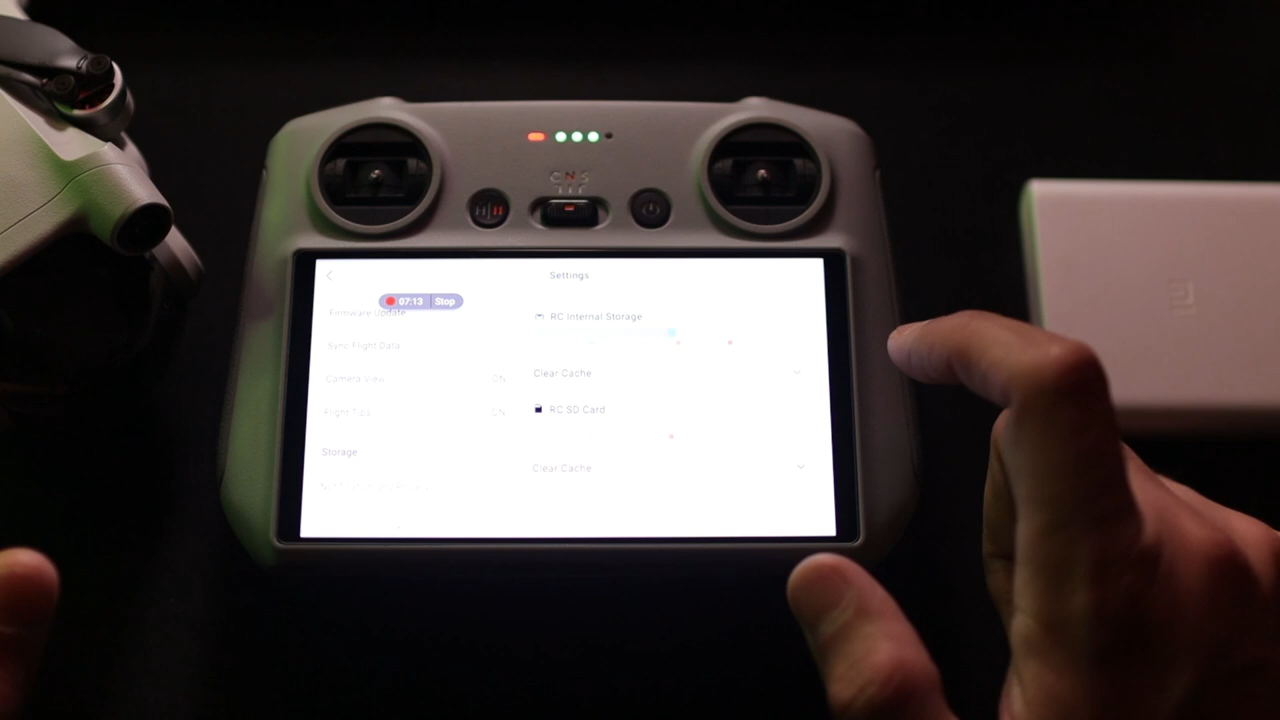 C N S
Settings
07:13 Stop
Firmware Update
RC Internal Storage
Sync Flight Data
Clear Cache
Camera View ON
Flight Tips ON
RC SD Card
Storage
Clear Cache